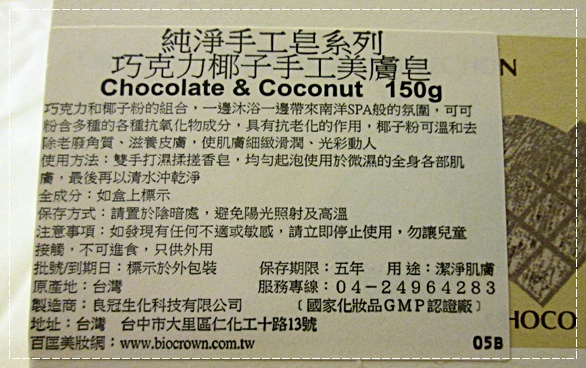 純淨手工皂系列
巧克力椰子手工美膚皂
Chocolate & Coconut 150g
巧克力和椰子粉的組合，一邊沐浴一邊帶來南洋SPA般的氛圍，可可
粉含多種的各種抗氧化物成分，具有抗老化的作用，椰子粉可溫和去
除老廢角質、滋養皮膚，使肌膚細緻滑潤、光彩動人
使用方法：雙手打濕揉搓香皂，均勻起泡使用於微濕的全身各部肌
膚，最後再以清水沖乾淨
全成分：如盒上標示
保存方式：請置於陰暗處，避免陽光照射及高溫
注意事項：如發現有任何不適或敏感，請立即停止使用，勿讓兒童
接觸，不可進食，只供外用
批號/到期日：標示於外包裝 保存期限：五年 用 途：潔淨肌膚
原產地：台灣 服務專線：04-24964283
製造商：良冠生化科技有限公司 〔國家化妝品GMP認證廠〕
地址：台灣 台中市大里區仁化工十路13號
百匡美妝網：www.biocrown.com.tw 05B
N
HOCO